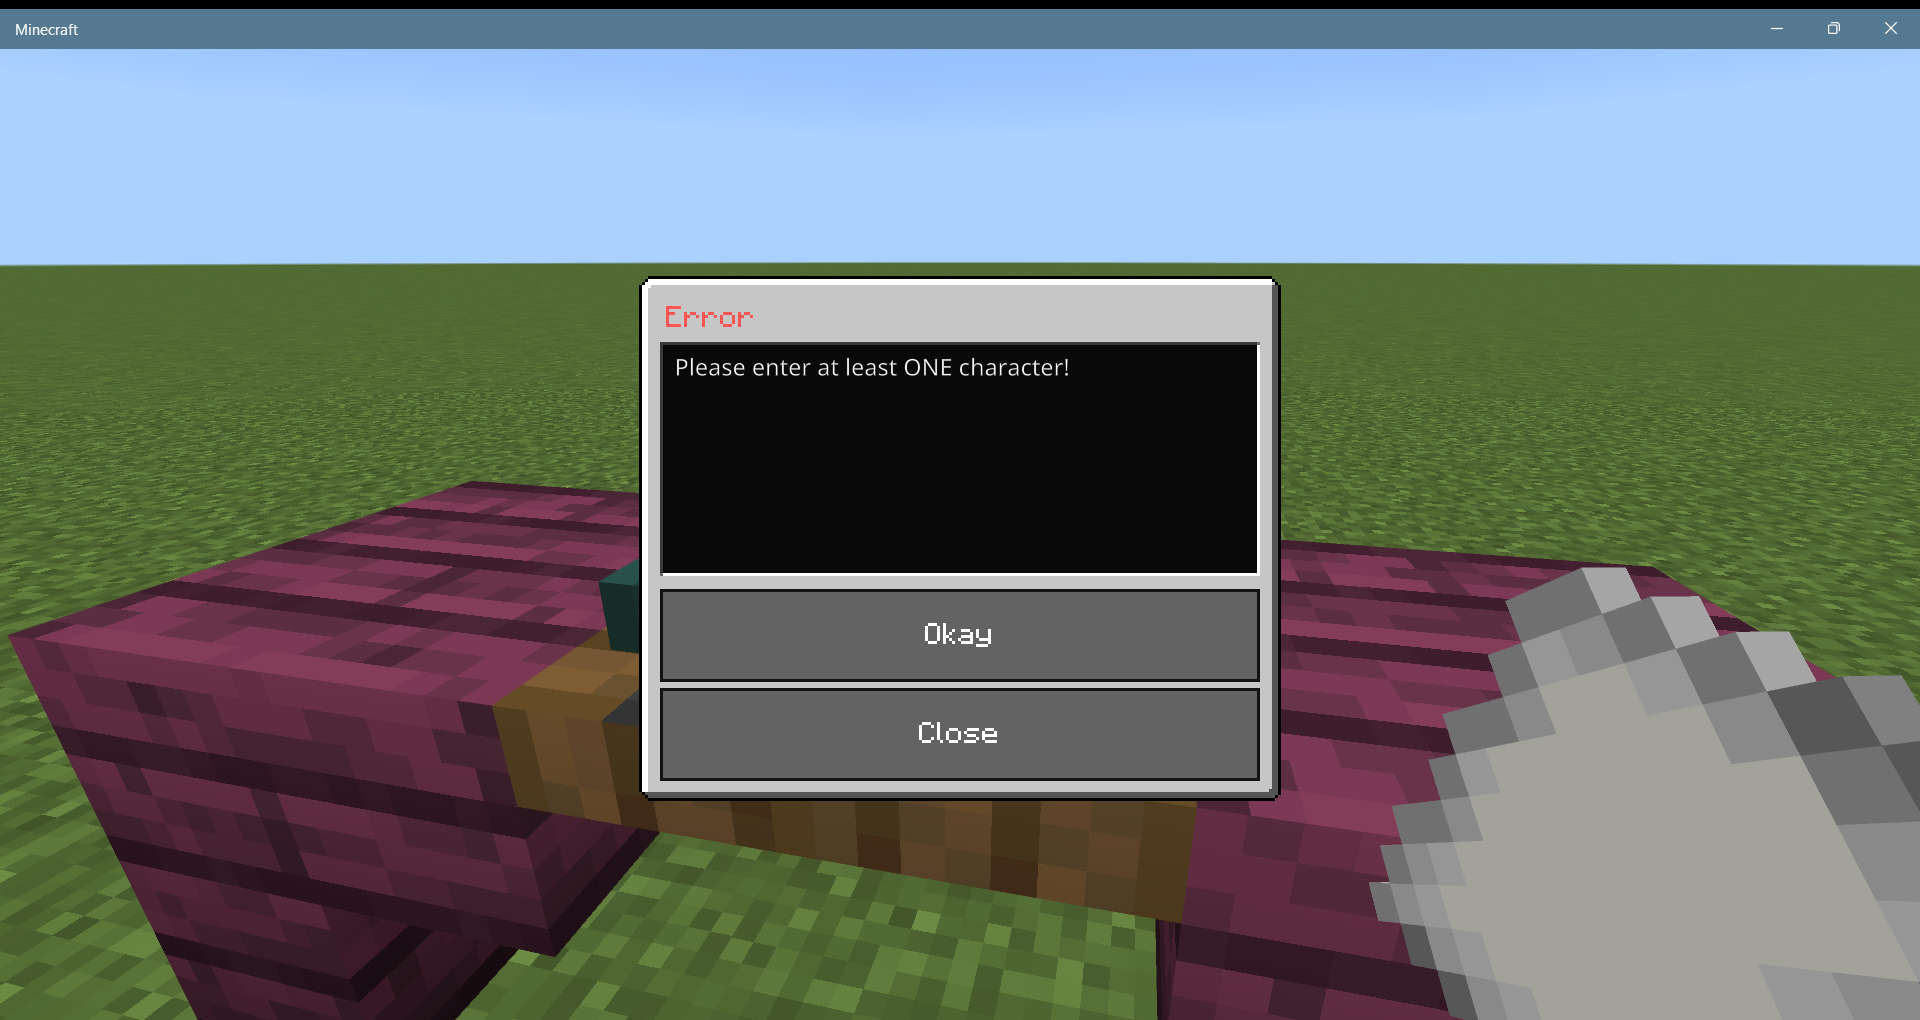 Minecraft
Error
Please enter at least ONE character!
Okay
Close